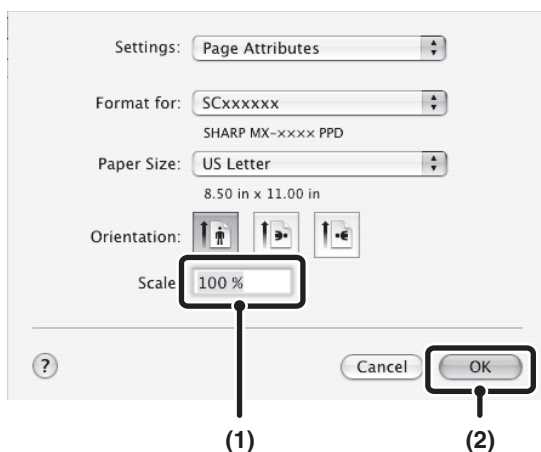 Settings: Page Attributes
Format for: SCxxxxxx
SHARP MX-×××× PPD
Paper Size: US Letter
8.50 in x 11.00 in
Orientation:
Scale 100 %
? Cancel OK
(1) (2)